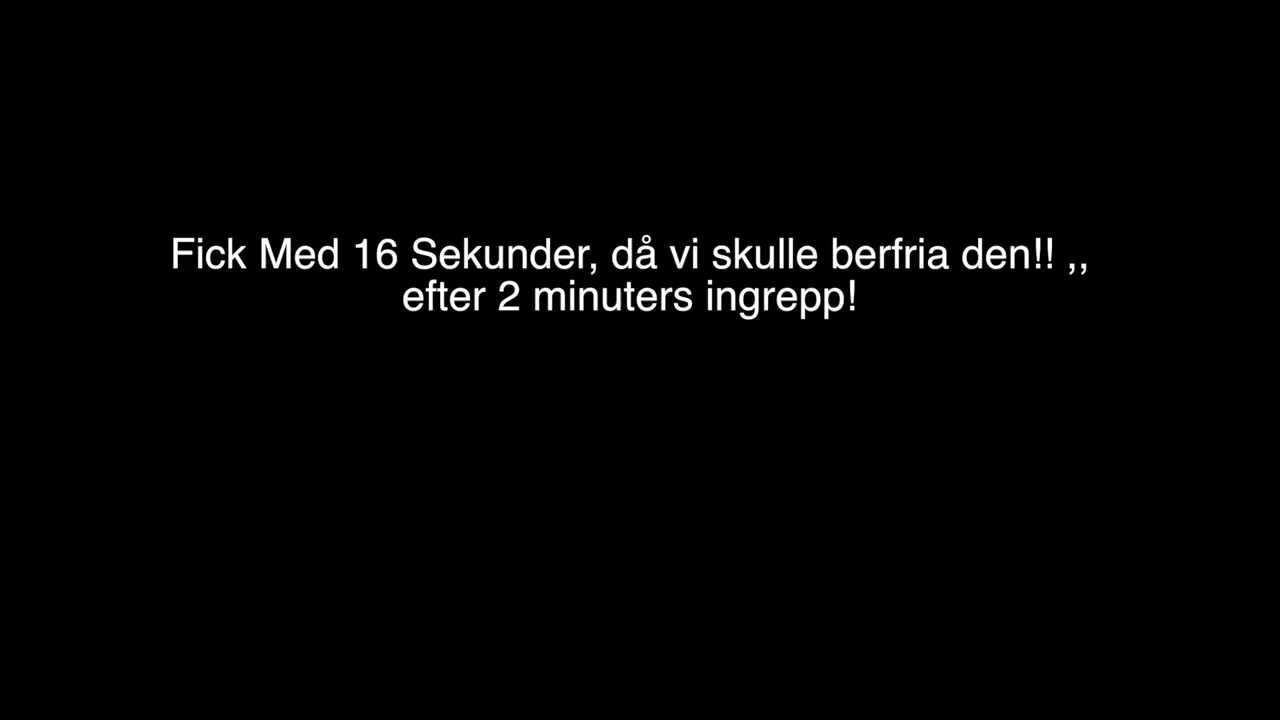 Fick Med 16 Sekunder, då vi skulle berfria den!! ,,
efter 2 minuters ingrepp!